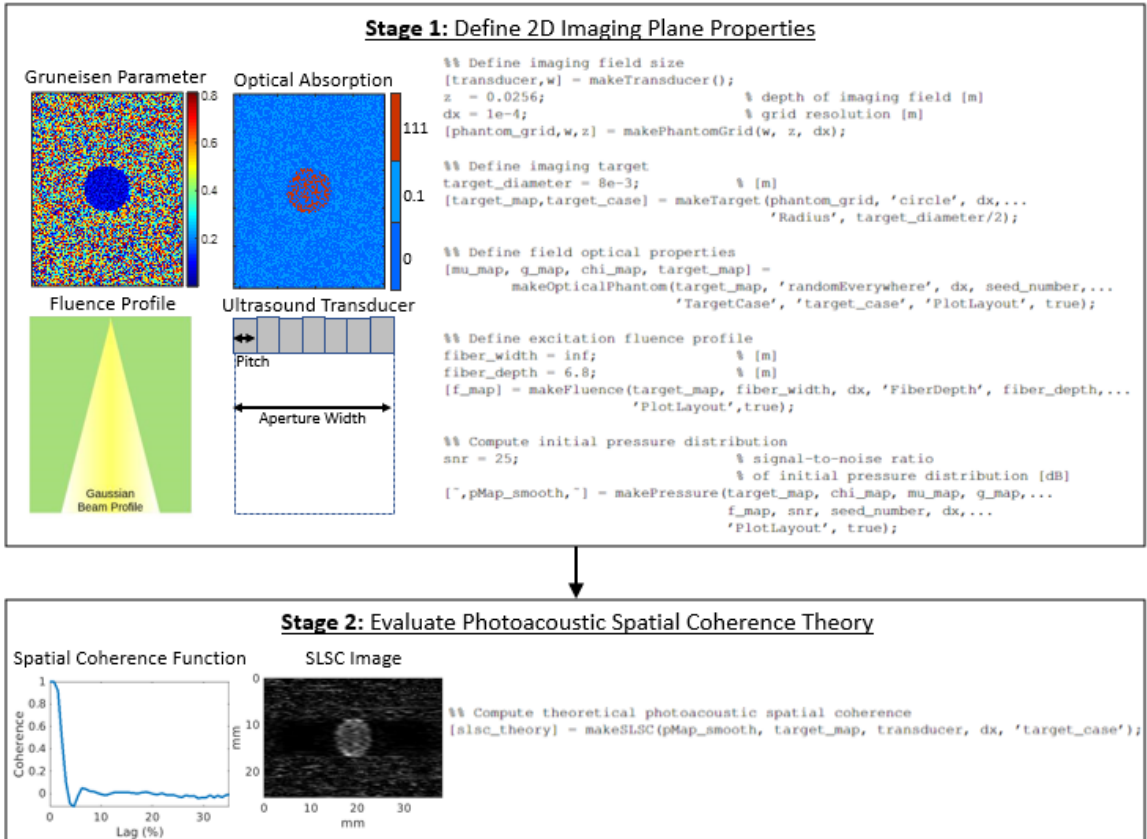 Stage 1: Define 2D Imaging Plane Properties
Gruneisen Parameter
0.8
0.6
0.4
0.2
Optical Absorption
111
0.1
0
Fluence Profile
Gaussian
Beam Profile
Ultrasound Transducer
Pitch
Aperture Width
%% Define imaging field size
[transducer,w] = makeTransducer();
z = 0.0256; % depth of imaging field [m]
dx = 1e-4; % grid resolution [m]
[phantom_grid,w,z] = makePhantomGrid(w, z, dx);
%% Define imaging target
target_diameter = 8e-3; % [m]
[target_map,target_case] = makeTarget(phantom_grid, 'circle', dx,...
'Radius', target_diameter/2);
%% Define field optical properties
[mu_map, g_map, chi_map, target_map] =
makeOpticalPhantom(target_map, 'randomEverywhere', dx, seed_number,...
'TargetCase', 'target_case', 'PlotLayout', true);
%% Define excitation fluence profile
fiber_width = inf; % [m]
fiber_depth = 6.8; % [m]
[f_map] = makeFluence(target_map, fiber_width, dx, 'FiberDepth', fiber_depth,...
'PlotLayout',true);
%% Compute initial pressure distribution
snr = 25; % signal-to-noise ratio
% of initial pressure distribution [dB]
[~,pMap_smooth,~] = makePressure(target_map, chi_map, mu_map, g_map,...
f_map, snr, seed_number, dx,...
'PlotLayout', true);
Stage 2: Evaluate Photoacoustic Spatial Coherence Theory
Spatial Coherence Function
Coherence
1
0.8
0.6
0.4
0.2
0
0 10 20 30
Lag (%)
SLSC Image
mm
0
10
20
0 10 20 30
mm
%% Compute theoretical photoacoustic spatial coherence
[slsc_theory] = makeSLSC(pMap_smooth, target_map, transducer, dx, 'target_case');